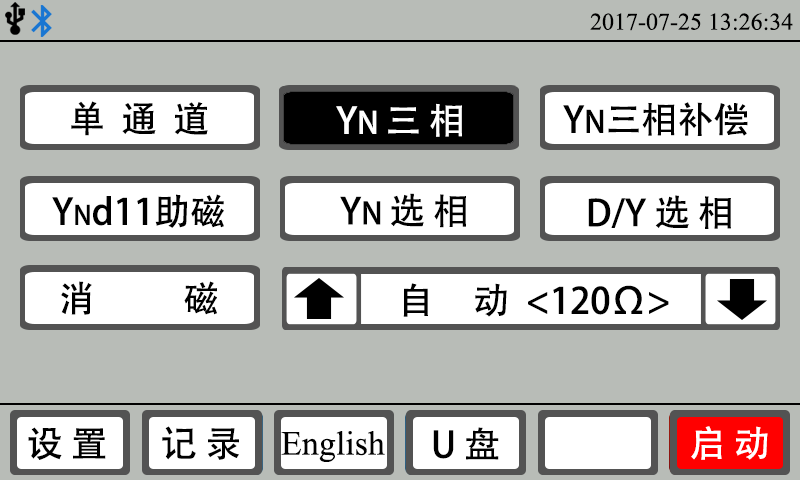 2017-07-25 13:26:34
单 通 道 YN 三 相 YN三相补偿
YNd11助磁 YN 选 相 D/Y 选 相
消 磁 自 动 <120Ω>
设 置 记 录 English U 盘 启 动